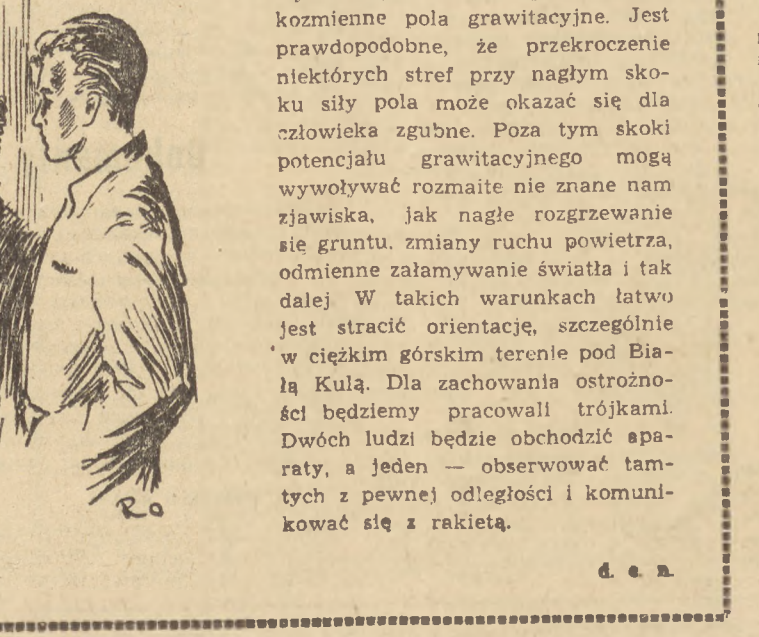 kozmienne pola grawitacyjne. Jest
prawdopodobne, że przekroczenie
niektórych stref przy nagłym sko-
ku siły pola może okazać się dla
człowieka zgubne. Poza tym skoki
potencjału grawitacyjnego mogą
wywoływać rozmaite nie znane nam
zjawiska, jak nagłe rozgrzewanie
się gruntu. zmiany ruchu powietrza,
odmienne załamywanie światła i tak
dalej W takich warunkach łatwo
jest stracić orientację, szczególnie
w ciężkim górskim terenie pod Bia-
łą Kulą. Dla zachowania ostrożno-
ści będziemy pracowali trójkami.
Dwóch ludzi będzie obchodzić apa-
raty, a jeden — obserwować tam-
tych z pewnej odległości i komuni-
kować się z rakietą.
d. c. n.
RO